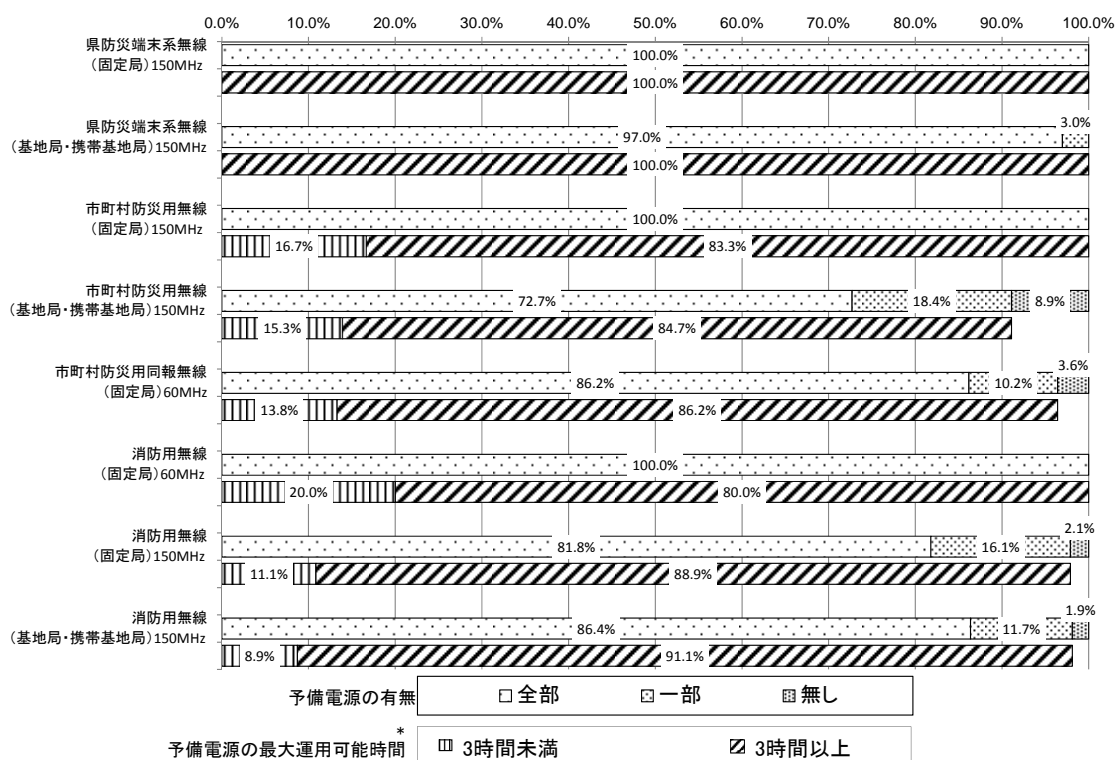 0.0% 10.0% 20.0% 30.0% 40.0% 50.0% 60.0% 70.0% 80.0% 90.0% 100.0%
県防災端末系無線
(固定局)150MHz
100.0%
100.0%
県防災端末系無線
(基地局・携帯基地局)150MHz
97.0% 3.0%
100.0%
市町村防災用無線
(固定局)150MHz
100.0%
16.7% 83.3%
市町村防災用無線
(基地局・携帯基地局)150MHz
72.7% 18.4% 8.9%
15.3% 84.7%
市町村防災用同報無線
(固定局)60MHz
86.2% 10.2% 3.6%
13.8% 86.2%
消防用無線
(固定局)60MHz
100.0%
20.0% 80.0%
消防用無線
(固定局)150MHz
81.8% 16.1% 2.1%
11.1% 88.9%
消防用無線
(基地局・携帯基地局)150MHz
86.4% 11.7% 1.9%
8.9% 91.1%
予備電源の有無 全部 一部 無し
予備電源の最大運用可能時間* 3時間未満 3時間以上